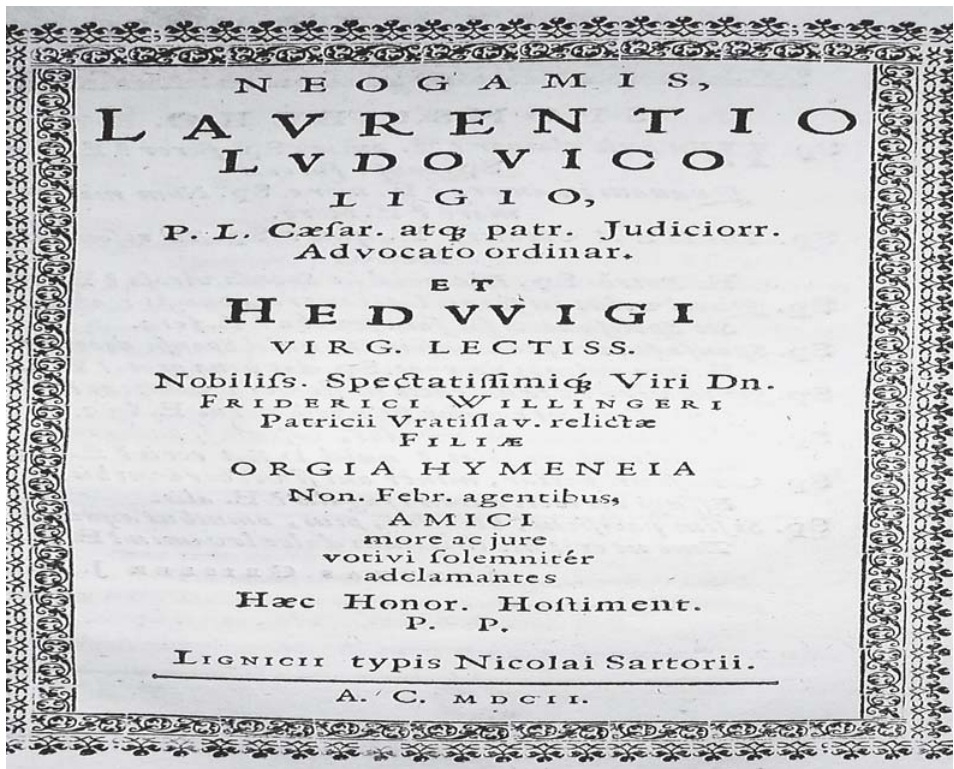 NEOGAMIS,
LAVRENTIO
LVDOVICO
LIGIO,
P. L. Cæſar. atqꝫ patr. Judiciorr.
Advocato ordinar.
ET
HEDVVIGI
VIRG. LECTISS.
Nobiliſs. Spectatiſſimiqꝫ Viri Dn.
FRIDERICI WILLINGERI
Patricii Vratiſlav. relictæ
FILIÆ
ORGIA HYMENEIA
Non. Febr. agentibus,
AMICI
more ac jure
votivi ſolemnitér
adclamantes
Hæc Honor. Hoſtiment.
P. P.
LIGNICII typis Nicolai Sartorii.
A. C. MDCII.